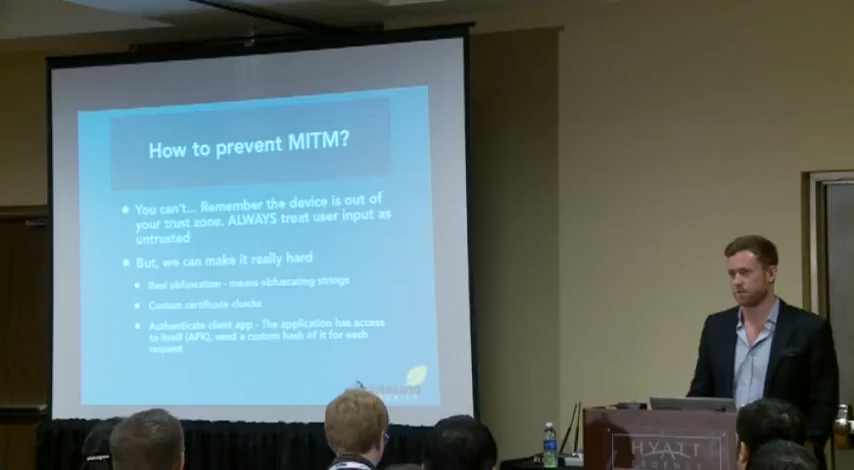 How to prevent MITM?
You can't... Remember the device is out of
your trust zone. ALWAYS treat user input as
untrusted
But, we can make it really hard
Real obfuscation - means obfuscating strings
Custom certificate checks
Authenticate client app - The application has access
to itself (APK), send a custom hash of it for each
request
HYATT
REGENCY